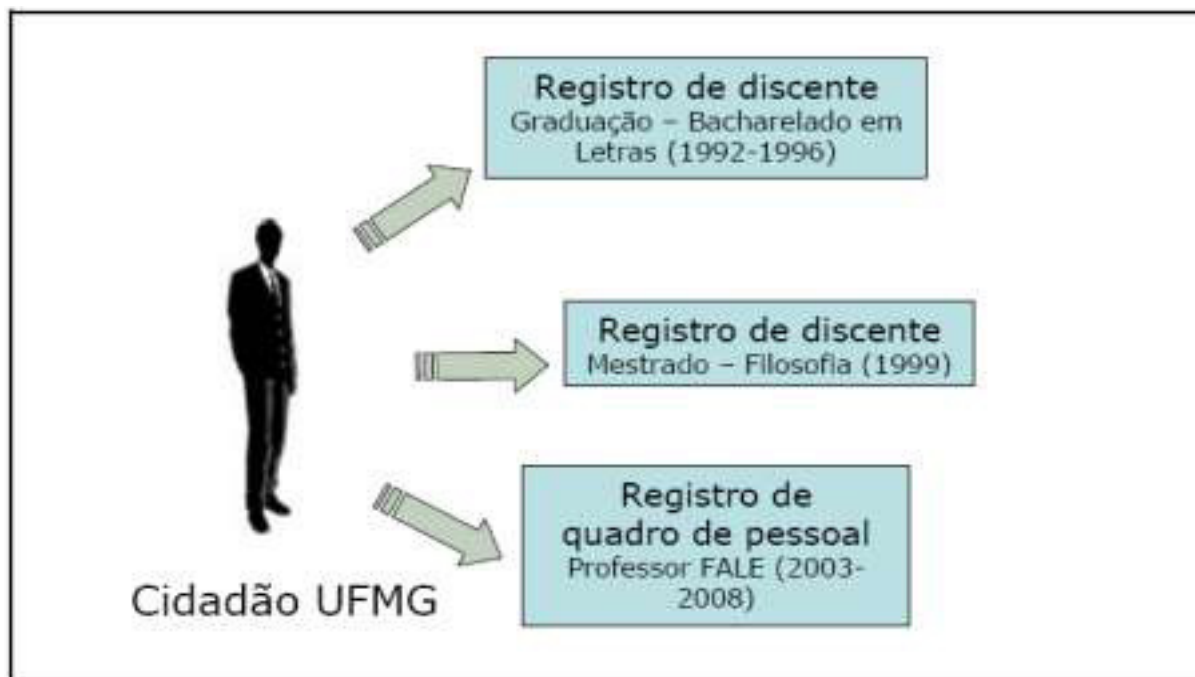 Registro de discente
Graduação – Bacharelado em
Letras (1992-1996)
Registro de discente
Mestrado – Filosofia (1999)
Registro de
quadro de pessoal
Professor FALE (2003-
2008)
Cidadão UFMG